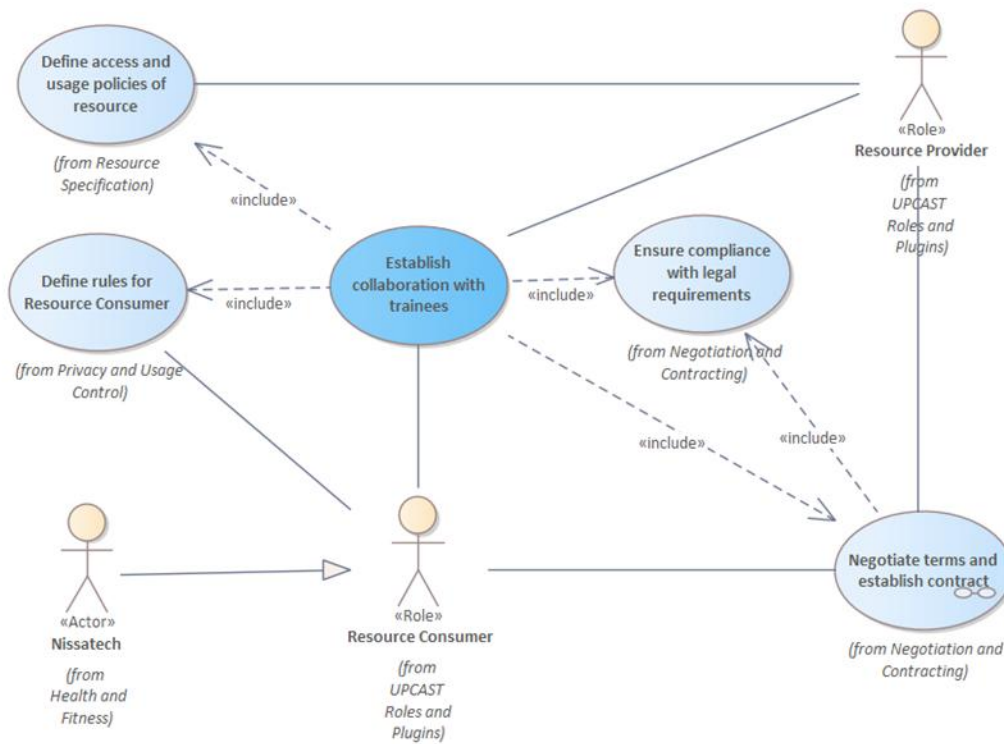 Define access and
usage policies of
resource
(from Resource
Specification)
«Role»
Resource Provider
(from
UPCAST
Roles and
Plugins)
«include»
Define rules for
Resource Consumer
(from Privacy and Usage
Control)
«include»
Establish
collaboration with
trainees
«include»
Ensure compliance
with legal
requirements
(from Negotiation and
Contracting)
«include»
«include»
«Actor»
Nissatech
(from
Health and
Fitness)
«Role»
Resource Consumer
(from
UPCAST
Roles and
Plugins)
Negotiate terms and
establish contract
(from Negotiation and
Contracting)